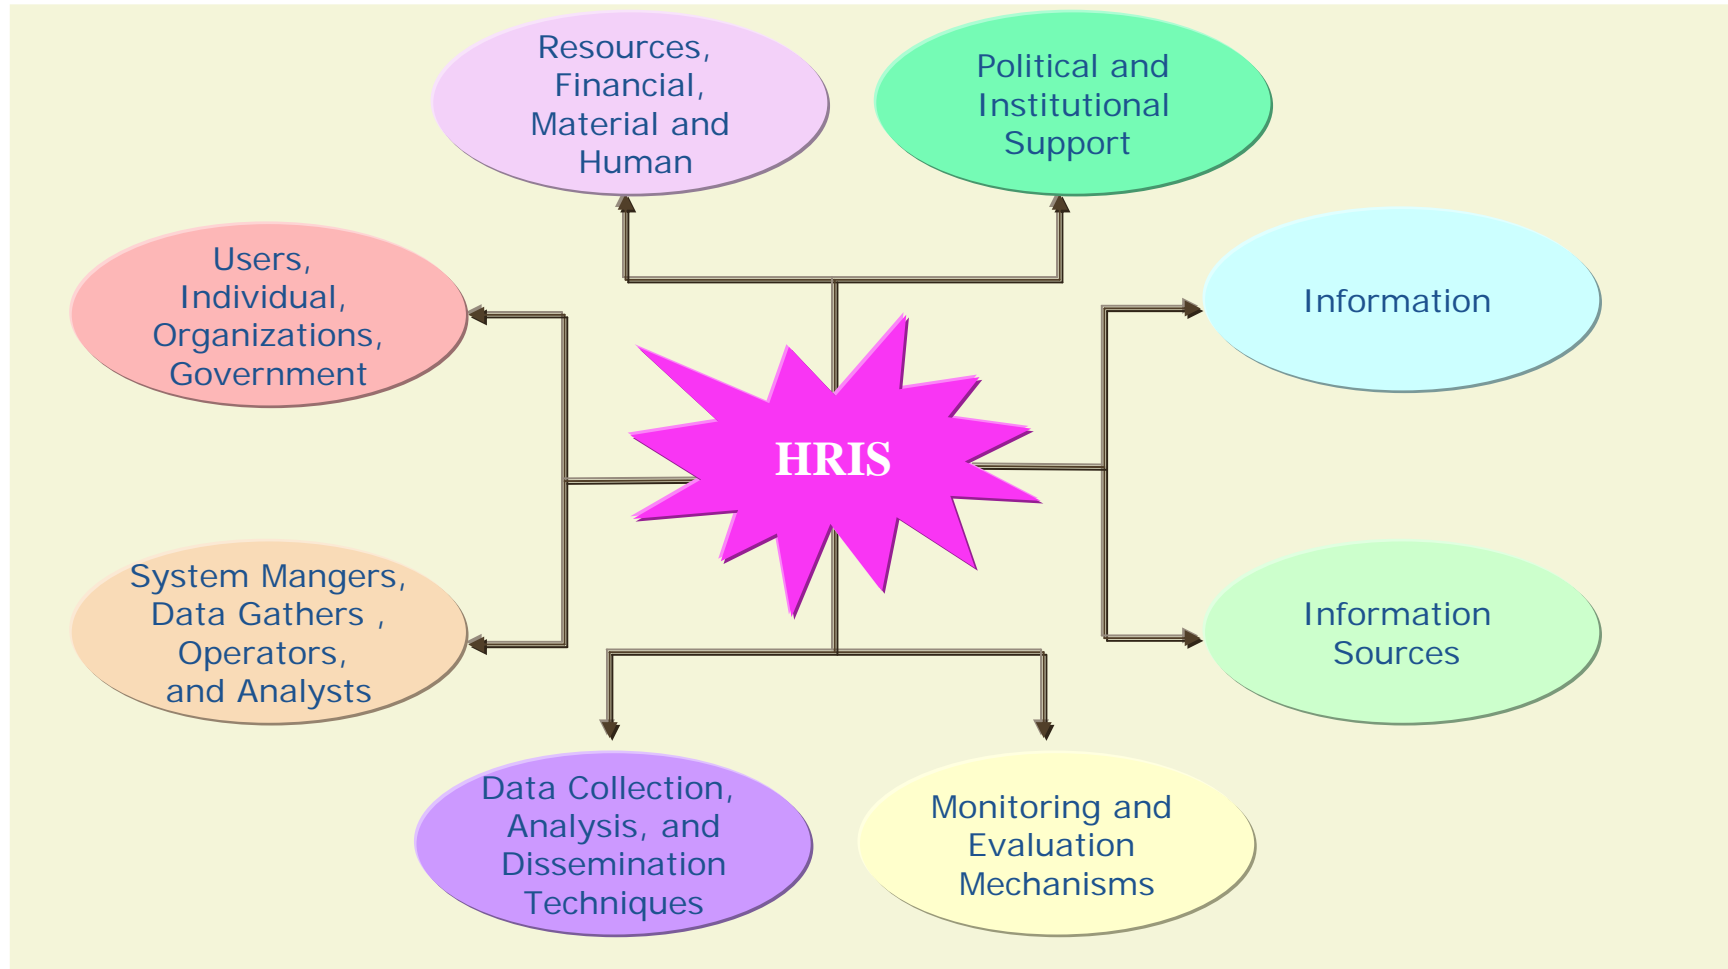 Resources,
Financial,
Material and
Human
Political and
Institutional
Support
Users,
Individual,
Organizations,
Government
Information
HRIS
System Mangers,
Data Gathers ,
Operators,
and Analysts
Information
Sources
Data Collection,
Analysis, and
Dissemination
Techniques
Monitoring and
Evaluation
Mechanisms